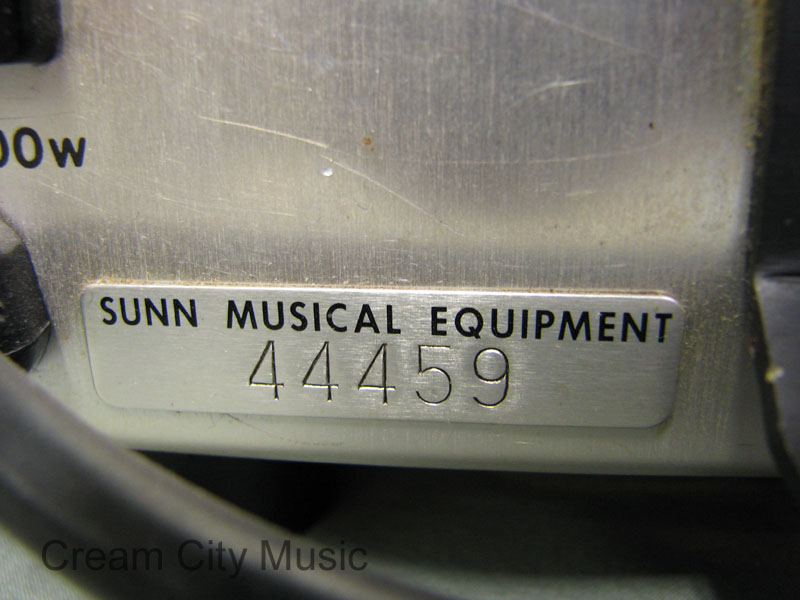 00w
SUNN MUSICAL EQUIPMENT
44459
Cream City Music